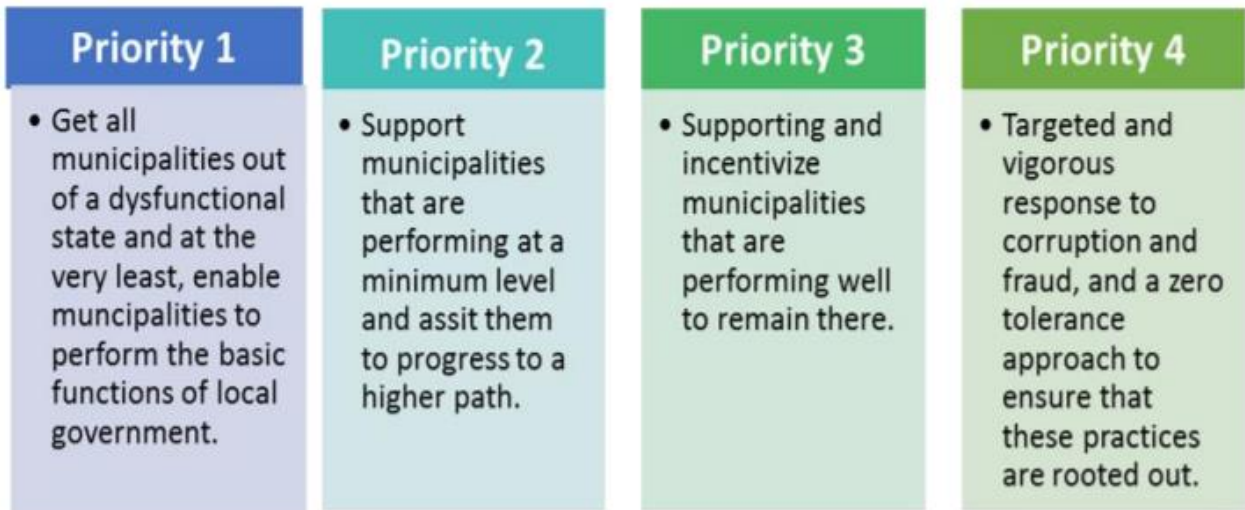 Priority 1
• Get all
municipalities out
of a dysfunctional
state and at the
very least, enable
muncipalities to
perform the basic
functions of local
government.
Priority 2
• Support
municipalities
that are
performing at a
minimum level
and assit them
to progress to a
higher path.
Priority 3
• Supporting and
incentivize
municipalities
that are
performing well
to remain there.
Priority 4
• Targeted and
vigorous
response to
corruption and
fraud, and a zero
tolerance
approach to
ensure that
these practices
are rooted out.